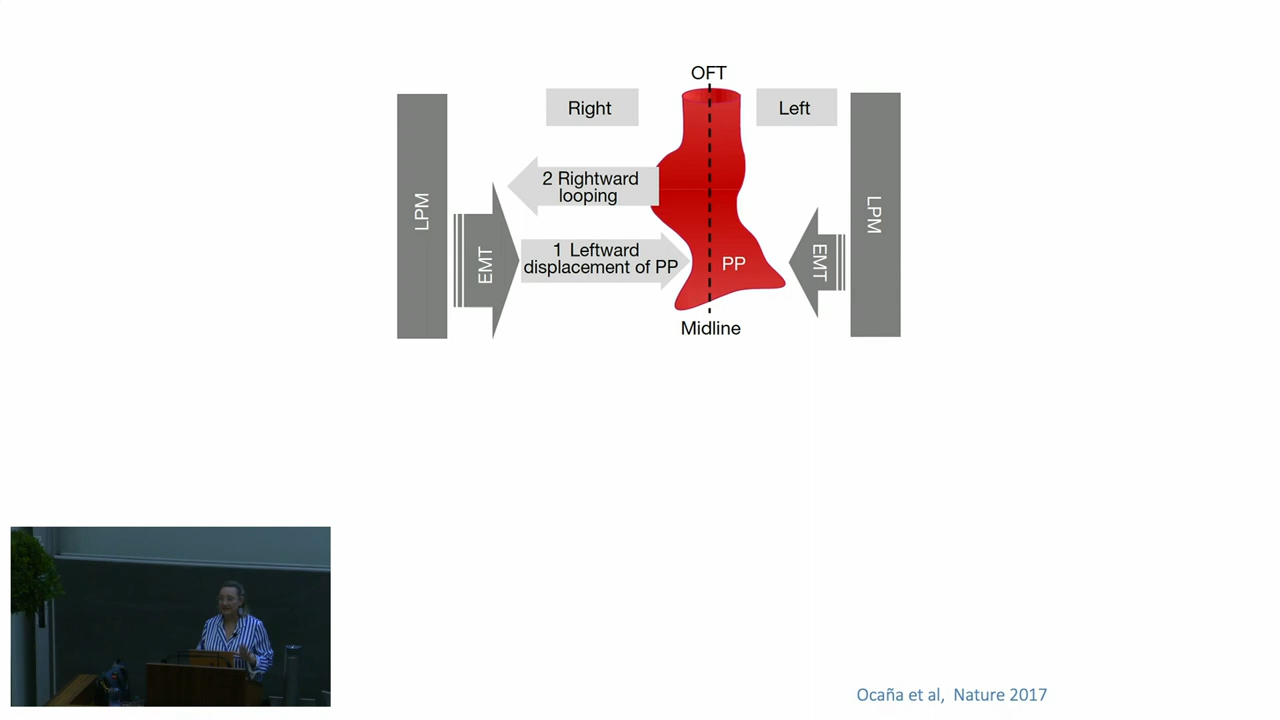 OFT
Right
Left
LPM
2 Rightward
looping
LPM
EMT
1 Leftward
displacement of PP
PP
EMT
Midline
Ocaña et al, Nature 2017